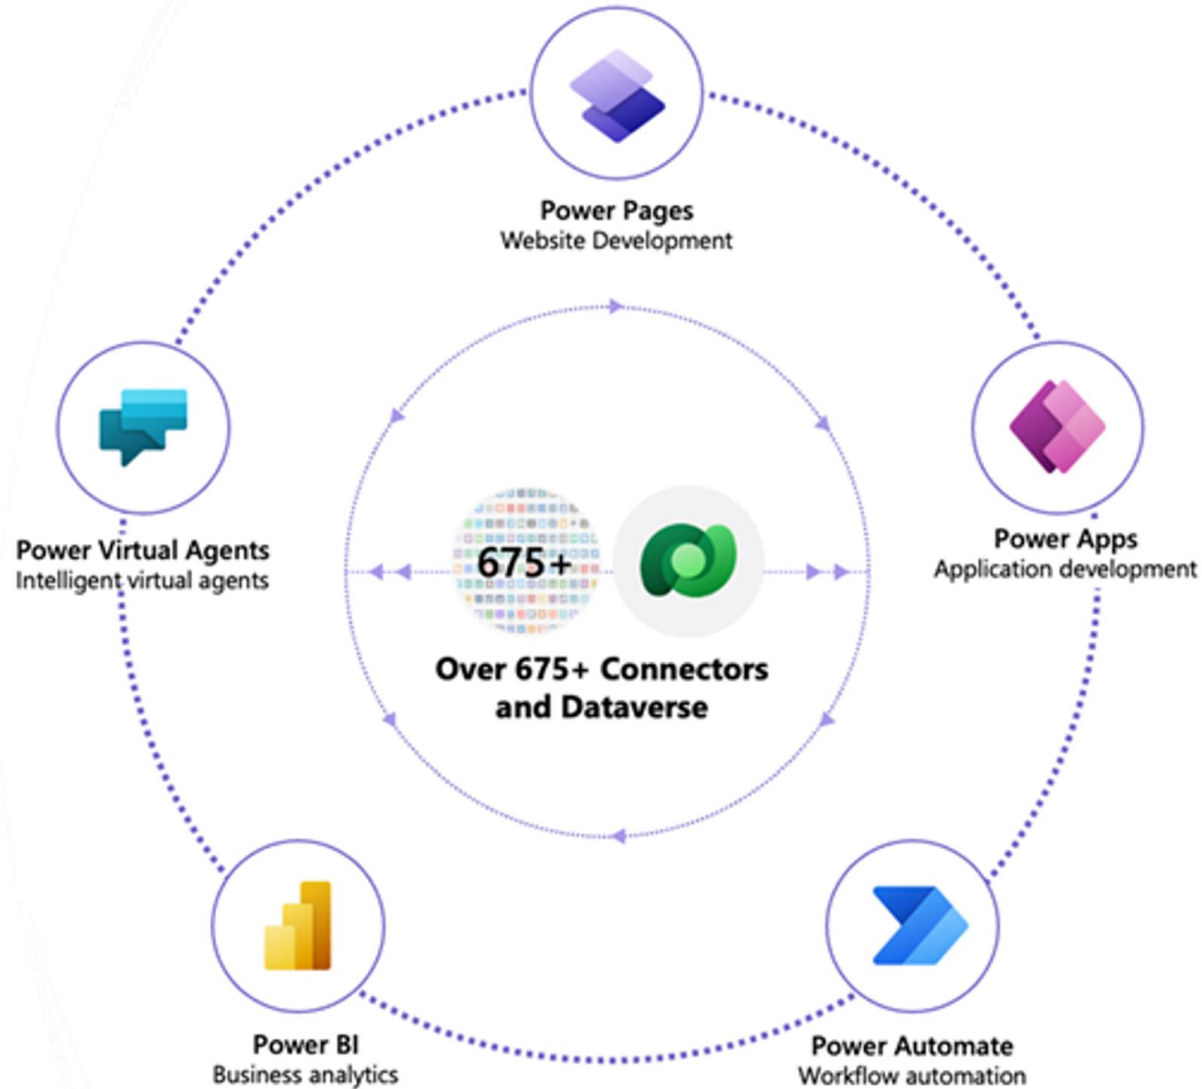 Power Pages
Website Development
Power Virtual Agents
Intelligent virtual agents
Power Apps
Application development
675+
Over 675+ Connectors
and Dataverse
Power BI
Business analytics
Power Automate
Workflow automation